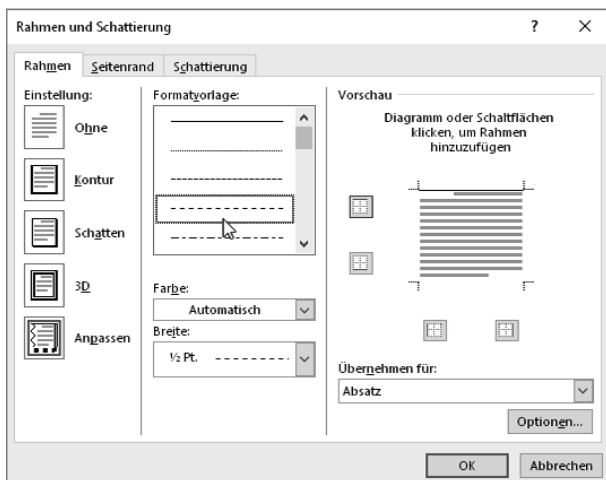 Rahmen und Schattierung ?
Rahmen Seitenrand Schattierung
Einstellung:
Ohne
Kontur
Schatten
3D
Anpassen
Formatvorlage:
Farbe:
Automatisch
Breite:
½ Pt.
Vorschau
Diagramm oder Schaltflächen
klicken, um Rahmen
hinzuzufügen
Übernehmen für:
Absatz
Optionen...
OK Abbrechen